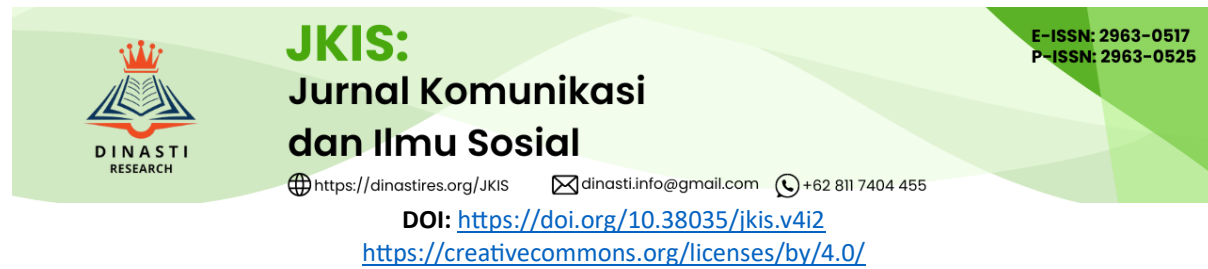 JKIS:
Jurnal Komunikasi
dan Ilmu Sosial
E-ISSN: 2963-0517
P-ISSN: 2963-0525
DINASTI
RESEARCH
https://dinastires.org/JKIS dinasti.info@gmail.com +62 811 7404 455
DOI: https://doi.org/10.38035/jkis.v4i2
https://creativecommons.org/licenses/by/4.0/